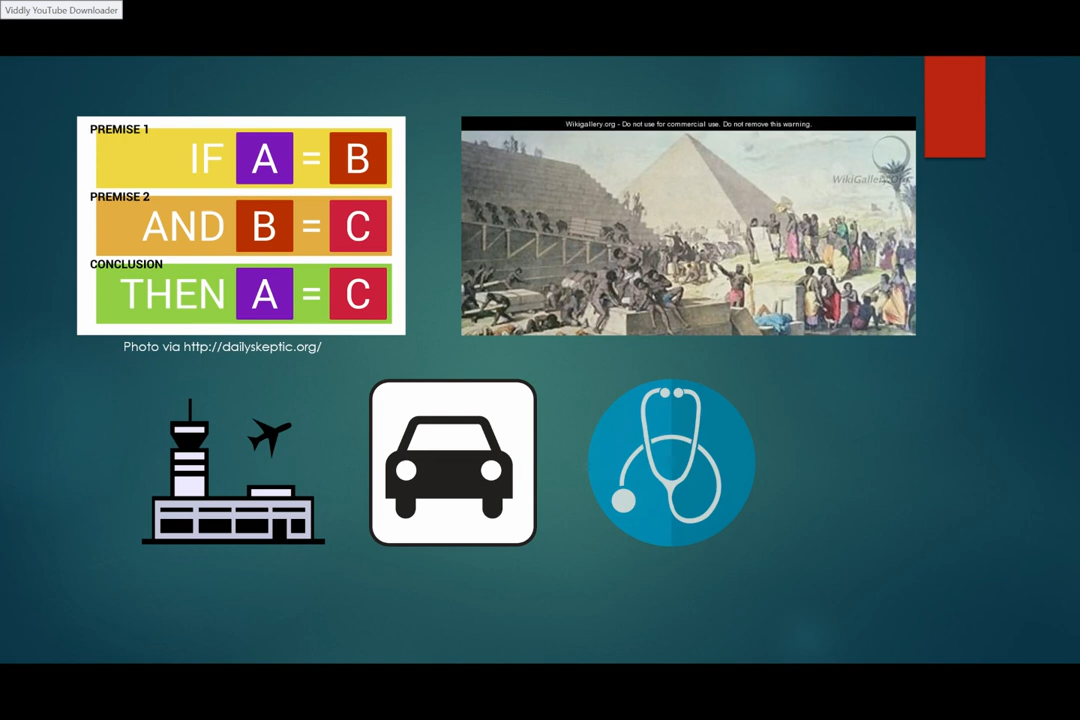 Viddly YouTube Downloader
PREMISE 1
IF A = B
PREMISE 2
AND B = C
CONCLUSION
THEN A = C
Photo via http://dailyskeptic.org/
Wikigallery.org - Do not use for commercial use. Do not remove this warning.
WikiGallery.Org